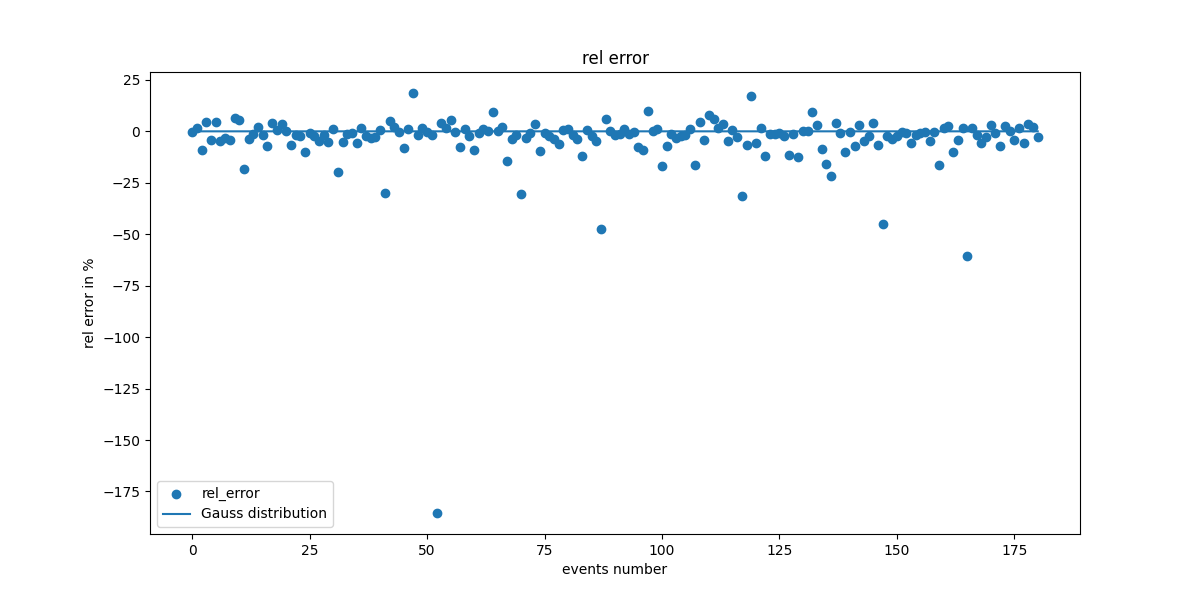 rel error
25
0
−25
−50
−75
−100
−125
−150
−175
rel error in %
rel_error
Gauss distribution
0 25 50 75 100 125 150 175
events number